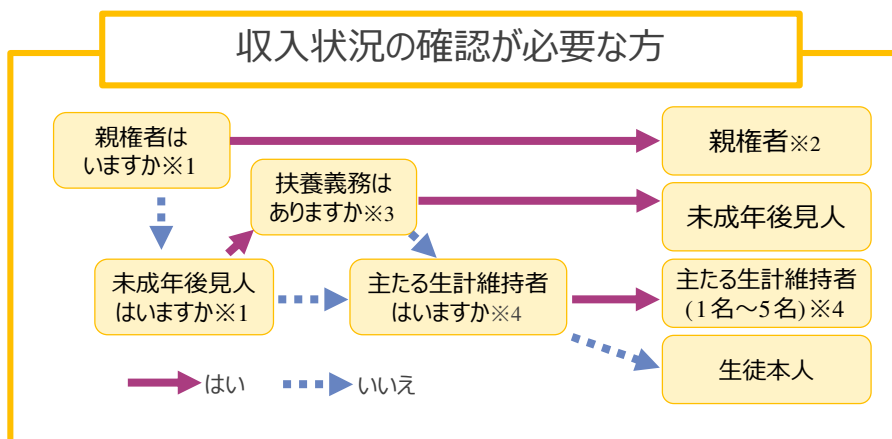 収入状況の確認が必要な方
親権者は
いますか※1
親権者※2
扶養義務は
ありますか※3
未成年後見人
未成年後見人
はいますか※1
主たる生計維持者
はいますか※4
主たる生計維持者
(1名～5名)※4
生徒本人
はい
いいえ